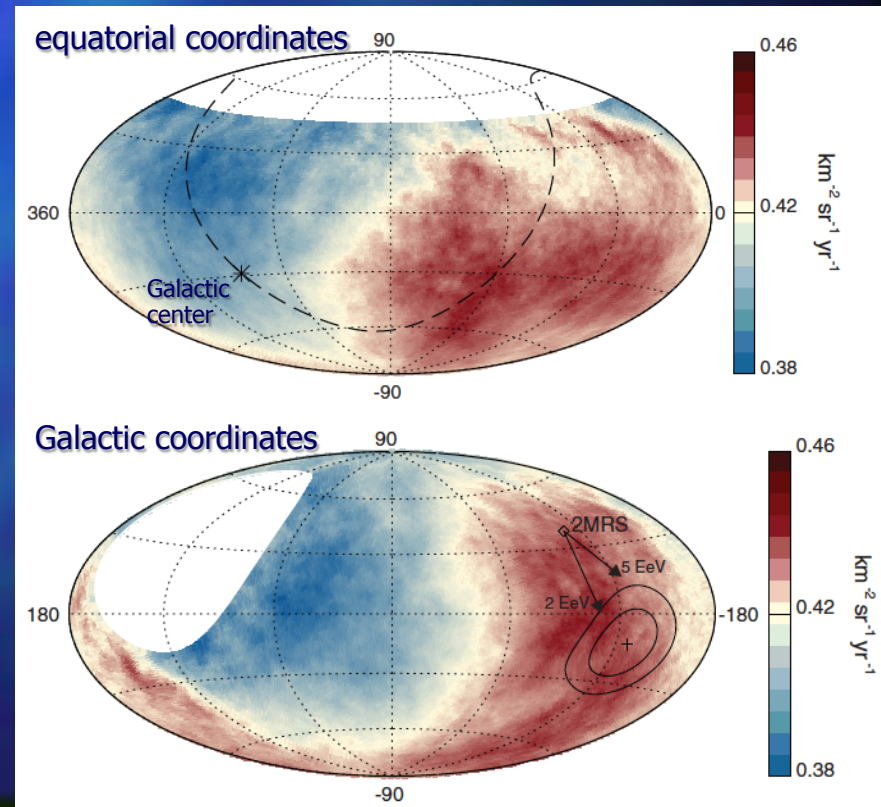 equatorial coordinates
90
0.46
360
0
0.42
km⁻² sr⁻¹ yr⁻¹
Galactic
center
0.38
-90
Galactic coordinates
90
0.46
2MRS
5 EeV
2 EeV
180
-180
0.42
km⁻² sr⁻¹ yr⁻¹
0.38
-90